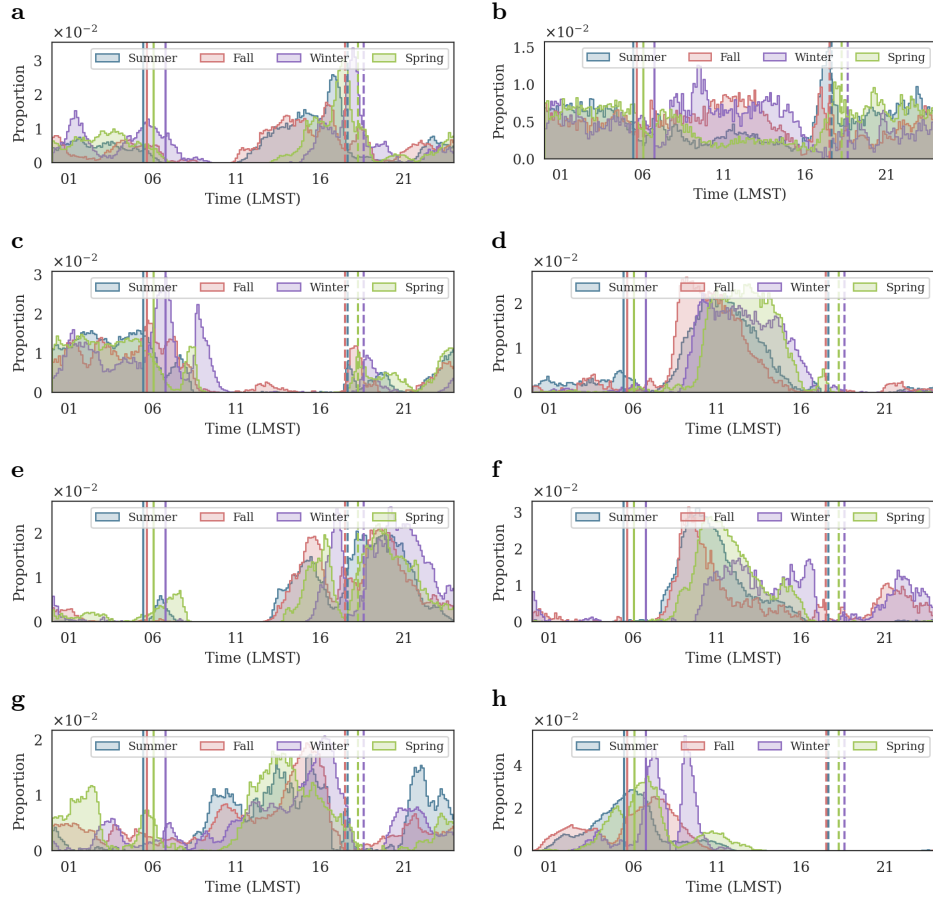 a
×10⁻²
Summer Fall Winter Spring
Proportion
3
2
1
0
01 06 11 16 21
Time (LMST)
b
×10⁻²
Summer Fall Winter Spring
Proportion
1.5
1.0
0.5
0.0
01 06 11 16 21
Time (LMST)
c
×10⁻²
Summer Fall Winter Spring
Proportion
3
2
1
0
01 06 11 16 21
Time (LMST)
d
×10⁻²
Summer Fall Winter Spring
Proportion
2
1
0
01 06 11 16 21
Time (LMST)
e
×10⁻²
Summer Fall Winter Spring
Proportion
2
1
0
01 06 11 16 21
Time (LMST)
f
×10⁻²
Summer Fall Winter Spring
Proportion
3
2
1
0
01 06 11 16 21
Time (LMST)
g
×10⁻²
Summer Fall Winter Spring
Proportion
2
1
0
01 06 11 16 21
Time (LMST)
h
×10⁻²
Summer Fall Winter Spring
Proportion
4
2
0
01 06 11 16 21
Time (LMST)